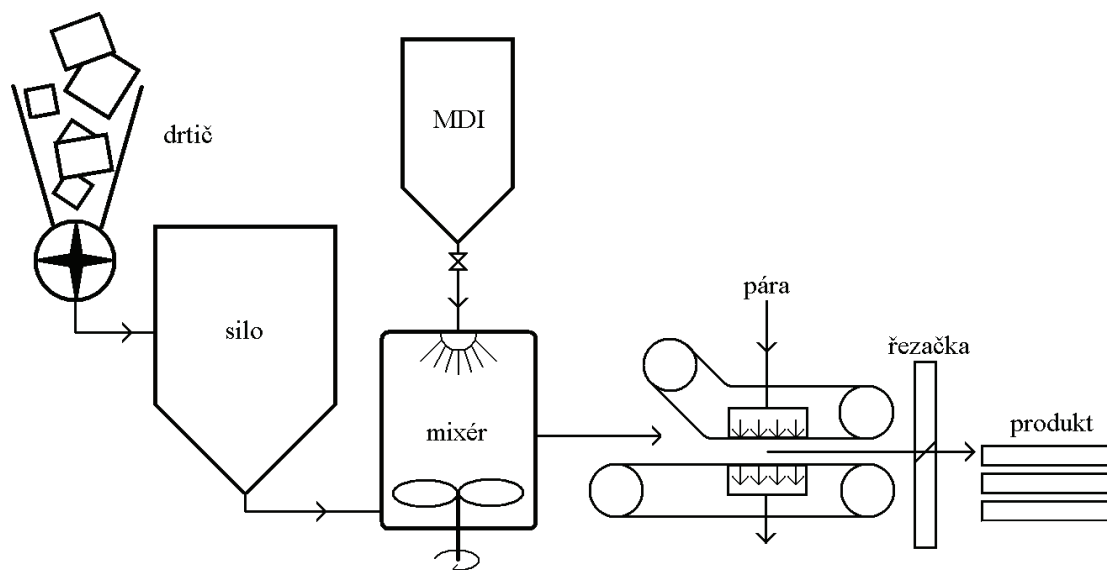 drtič
MDI
silo
mixér
pára
řezačka
produkt